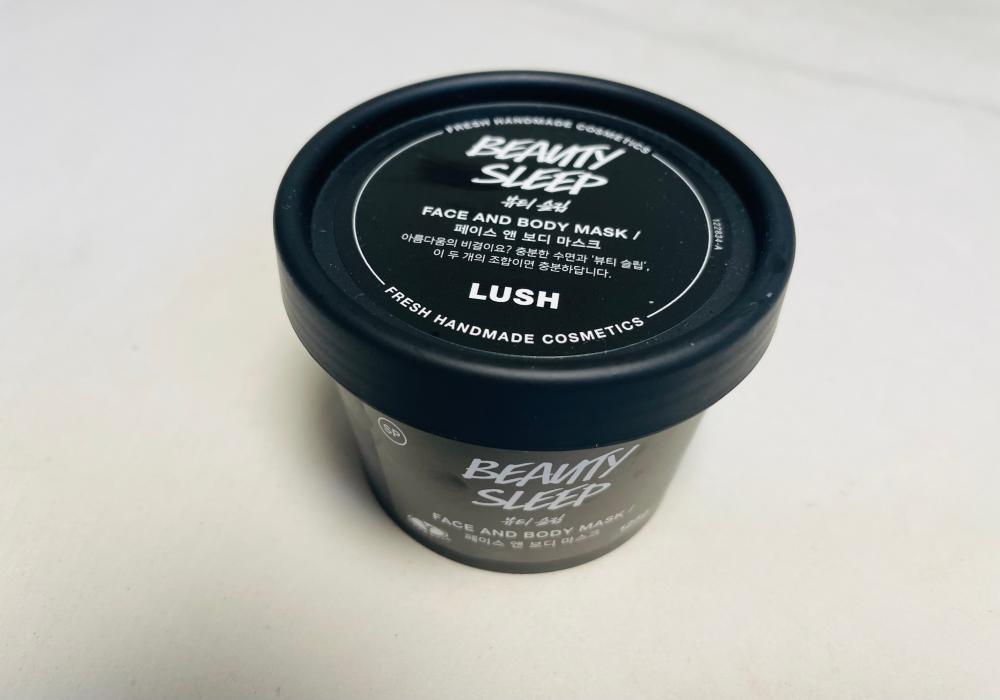 FRESH HANDMADE COSMETICS
BEAUTY
SLEEP
뷰티 슬립
FACE AND BODY MASK /
페이스 앤 보디 마스크
아름다움의 비결이요? 충분한 수면과 '뷰티 슬립',
이 두 개의 조합이면 충분하답니다.
LUSH
FRESH HANDMADE COSMETICS
122834-A
SP
BEAUTY
SLEEP
뷰티 슬립
FACE AND BODY MASK /
페이스 앤 보디 마스크